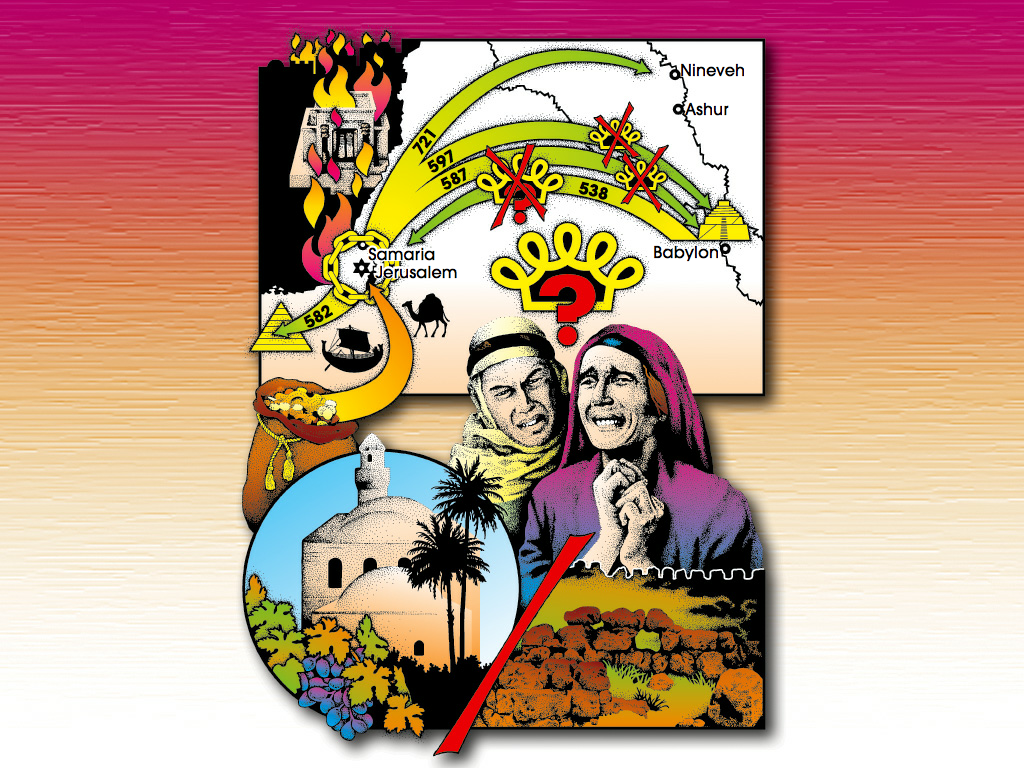 Nineveh
Ashur
721
597
587
538
?
Babylon
Samaria
Jerusalem
582
?